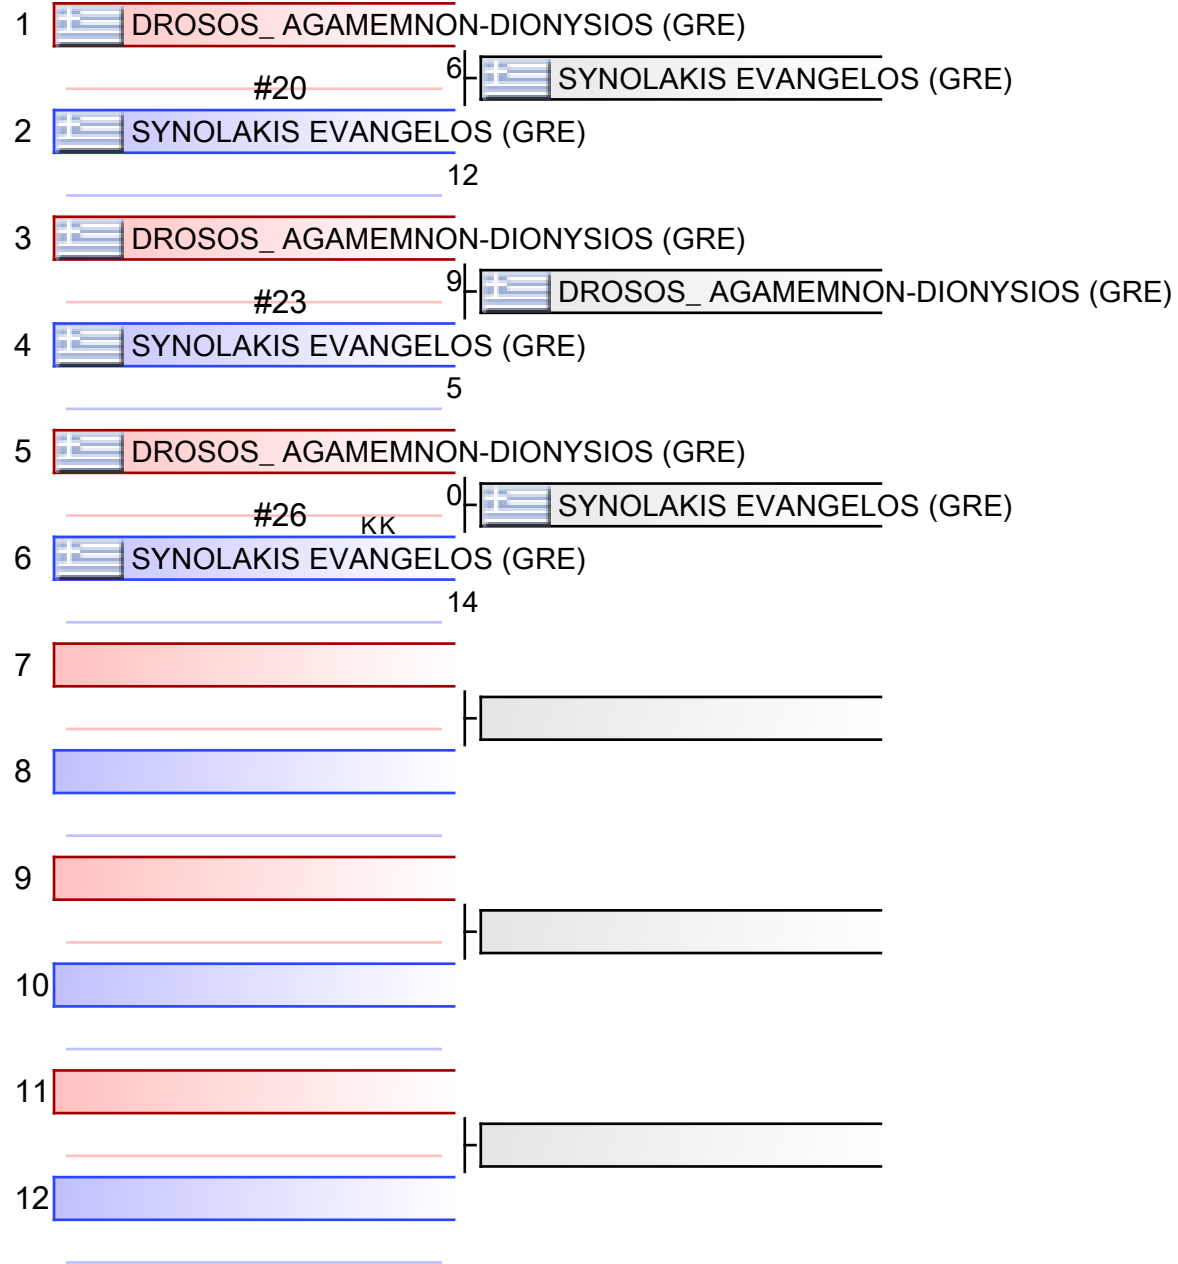 1 DROSOS_ AGAMEMNON-DIONYSIOS (GRE)
6 SYNOLAKIS EVANGELOS (GRE)
#20
2 SYNOLAKIS EVANGELOS (GRE)
12
3 DROSOS_ AGAMEMNON-DIONYSIOS (GRE)
9 DROSOS_ AGAMEMNON-DIONYSIOS (GRE)
#23
4 SYNOLAKIS EVANGELOS (GRE)
5
5 DROSOS_ AGAMEMNON-DIONYSIOS (GRE)
0 SYNOLAKIS EVANGELOS (GRE)
#26 KK
6 SYNOLAKIS EVANGELOS (GRE)
14
7
8
9
10
11
12